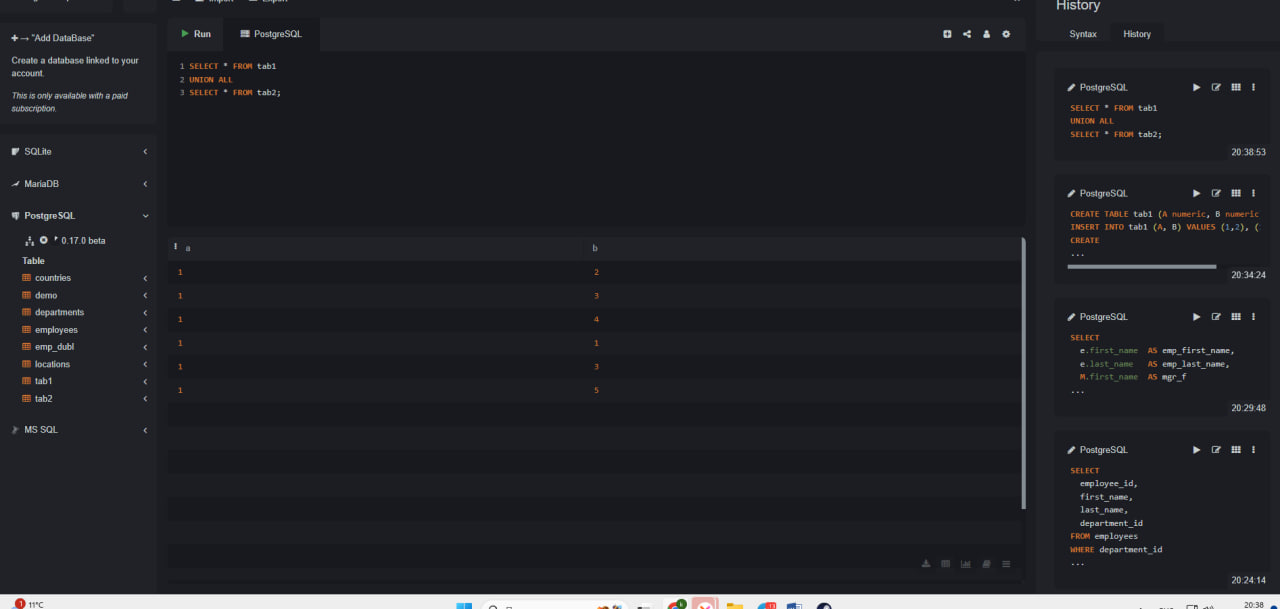 History
Run
PostgreSQL
Syntax
History
"Add DataBase"
Create a database linked to your
account.
This is only available with a paid
subscription.
SQLite
MariaDB
PostgreSQL
0.17.0 beta
Table
countries
demo
departments
employees
emp_dubl
locations
tab1
tab2
MS SQL
1 SELECT * FROM tab1
2 UNION ALL
3 SELECT * FROM tab2;
a b
1 2
1 3
1 4
1 1
1 3
1 5
PostgreSQL
SELECT * FROM tab1
UNION ALL
SELECT * FROM tab2;
20:38:53
PostgreSQL
CREATE TABLE tab1 (A numeric, B numeric
INSERT INTO tab1 (A, B) VALUES (1,2), (
CREATE
...
20:34:24
PostgreSQL
SELECT
e.first_name AS emp_first_name,
e.last_name AS emp_last_name,
M.first_name AS mgr_f
...
20:29:48
PostgreSQL
SELECT
employee_id,
first_name,
last_name,
department_id
FROM employees
WHERE department_id
...
20:24:14
1
11°C
20:38